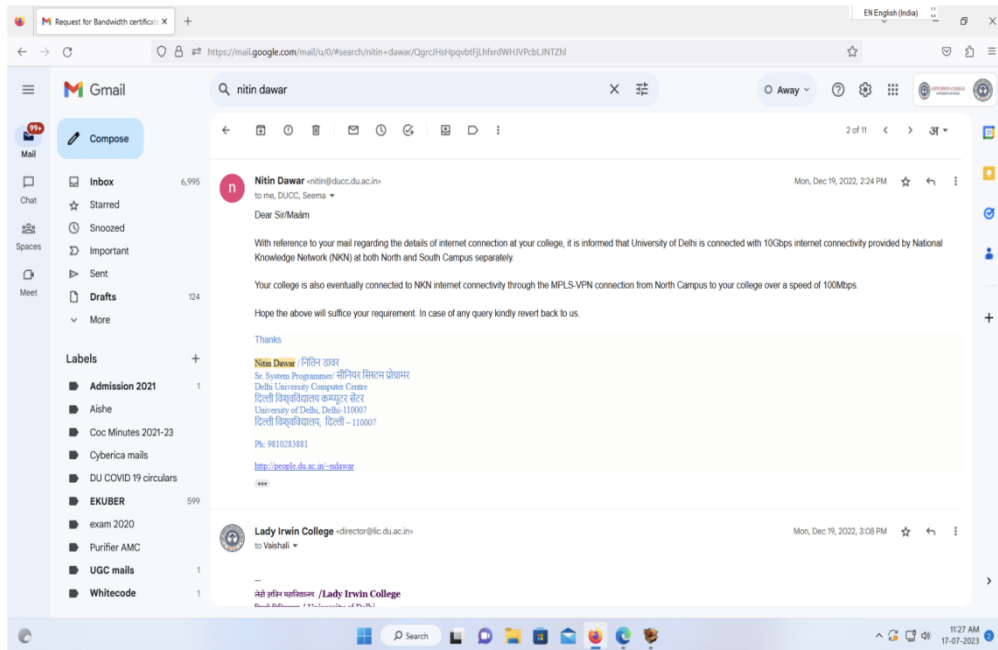 Request for Bandwidth certificate
EN English (India)
https://mail.google.com/mail/u/0/#search/nitin+dawar/QgrcJHsHpqvbtFjLhfxrdWHJVPcbLJNTZhl
Gmail
nitin dawar
Away
99+
Mail
Chat
Spaces
Meet
Compose
Inbox 6,995
Starred
Snoozed
Important
Sent
Drafts 124
More
Labels
Admission 2021 1
Aishe
Coc Minutes 2021-23
Cyberica mails
DU COVID 19 circulars
EKUBER 599
exam 2020
Purifier AMC
UGC mails 1
Whitecode 1
2 of 11
अ
n
Nitin Dawar <nitin@ducc.du.ac.in> Mon, Dec 19, 2022, 2:24 PM
to me, DUCC, Seema
Dear Sir/Maám
With reference to your mail regarding the details of internet connection at your college, it is informed that University of Delhi is connected with 10Gbps internet connectivity provided by National
Knowledge Network (NKN) at both North and South Campus separately.
Your college is also eventually connected to NKN internet connectivity through the MPLS-VPN connection from North Campus to your college over a speed of 100Mbps.
Hope the above will suffice your requirement. In case of any query kindly revert back to us.
Thanks
Nitin Dawar / नितिन डावर
Sr. System Programmer/ सीनियर सिस्टम प्रोग्रामर
Delhi University Computer Centre
दिल्ली विश्वविद्यालय कम्प्यूटर सेंटर
University of Delhi, Delhi-110007
दिल्ली विश्वविद्यालय, दिल्ली – 110007
Ph: 9810283881
http://people.du.ac.in/~ndawar
Lady Irwin College <director@lic.du.ac.in> Mon, Dec 19, 2022, 3:08 PM
to Vaishali
--
लेडी इरविन महाविद्यालय /Lady Irwin College
Search
11:27 AM
17-07-2023
2